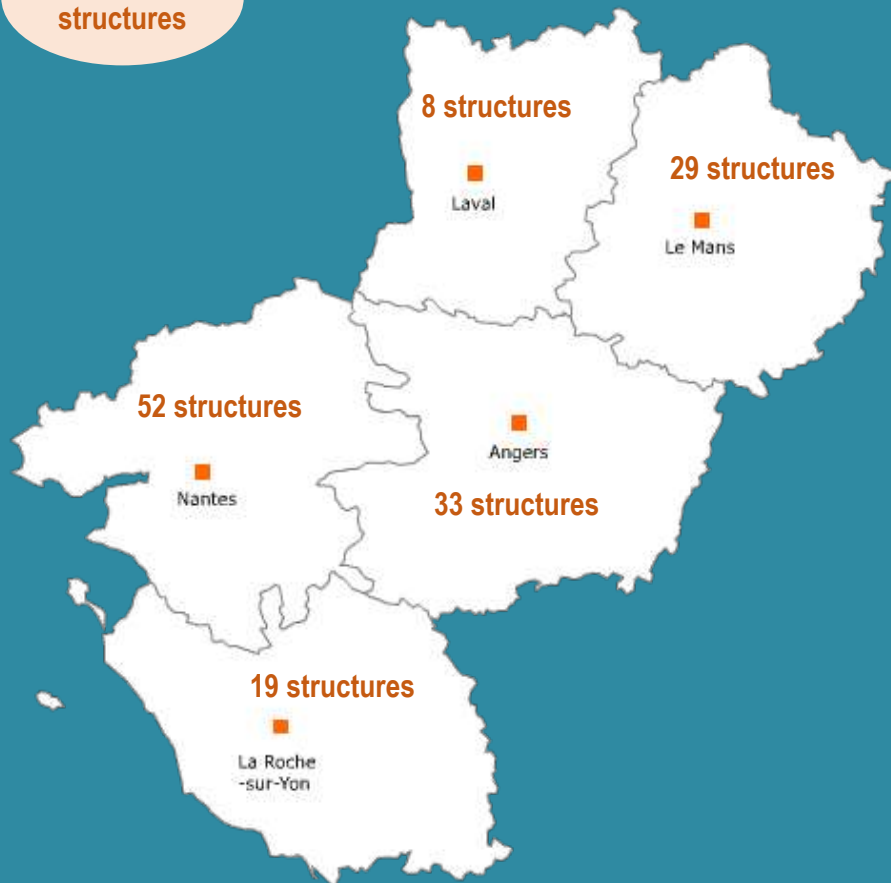 structures
8 structures
Laval
29 structures
Le Mans
52 structures
Nantes
Angers
33 structures
19 structures
La Roche
-sur-Yon